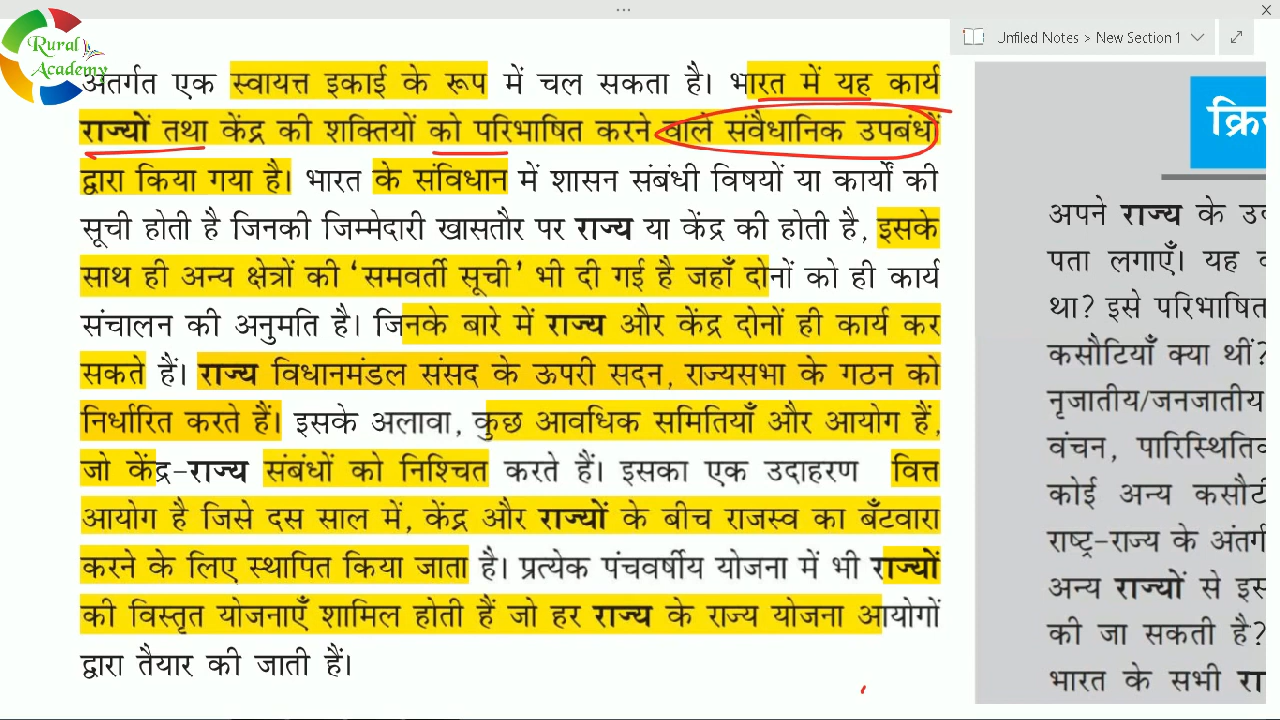 Rural
Academy
Unfiled Notes > New Section 1
अंतर्गत एक स्वायत्त इकाई के रूप में चल सकता है। भारत में यह कार्य
राज्यों तथा केंद्र की शक्तियों को परिभाषित करने वाले संवैधानिक उपबंधों
द्वारा किया गया है। भारत के संविधान में शासन संबंधी विषयों या कार्यों की
सूची होती है जिनकी जिम्मेदारी खासतौर पर राज्य या केंद्र की होती है, इसके
साथ ही अन्य क्षेत्रों की ‘समवर्ती सूची’ भी दी गई है जहाँ दोनों को ही कार्य
संचालन की अनुमति है। जिनके बारे में राज्य और केंद्र दोनों ही कार्य कर
सकते हैं। राज्य विधानमंडल संसद के ऊपरी सदन, राज्यसभा के गठन को
निर्धारित करते हैं। इसके अलावा, कुछ आवधिक समितियाँ और आयोग हैं,
जो केंद्र-राज्य संबंधों को निश्चित करते हैं। इसका एक उदाहरण वित्त
आयोग है जिसे दस साल में, केंद्र और राज्यों के बीच राजस्व का बँटवारा
करने के लिए स्थापित किया जाता है। प्रत्येक पंचवर्षीय योजना में भी राज्यों
की विस्तृत योजनाएँ शामिल होती हैं जो हर राज्य के राज्य योजना आयोगों
द्वारा तैयार की जाती हैं।
क्रि
अपने राज्य के
पता लगाएँ। यह
था? इसे परिभाषित
कसौटियाँ क्या थीं?
नृजातीय/जनजातीय
वंचन,
कोई अन्य
राष्ट्र-राज्य के
अन्य राज्यों से
की जा सकती है?
भारत के सभी